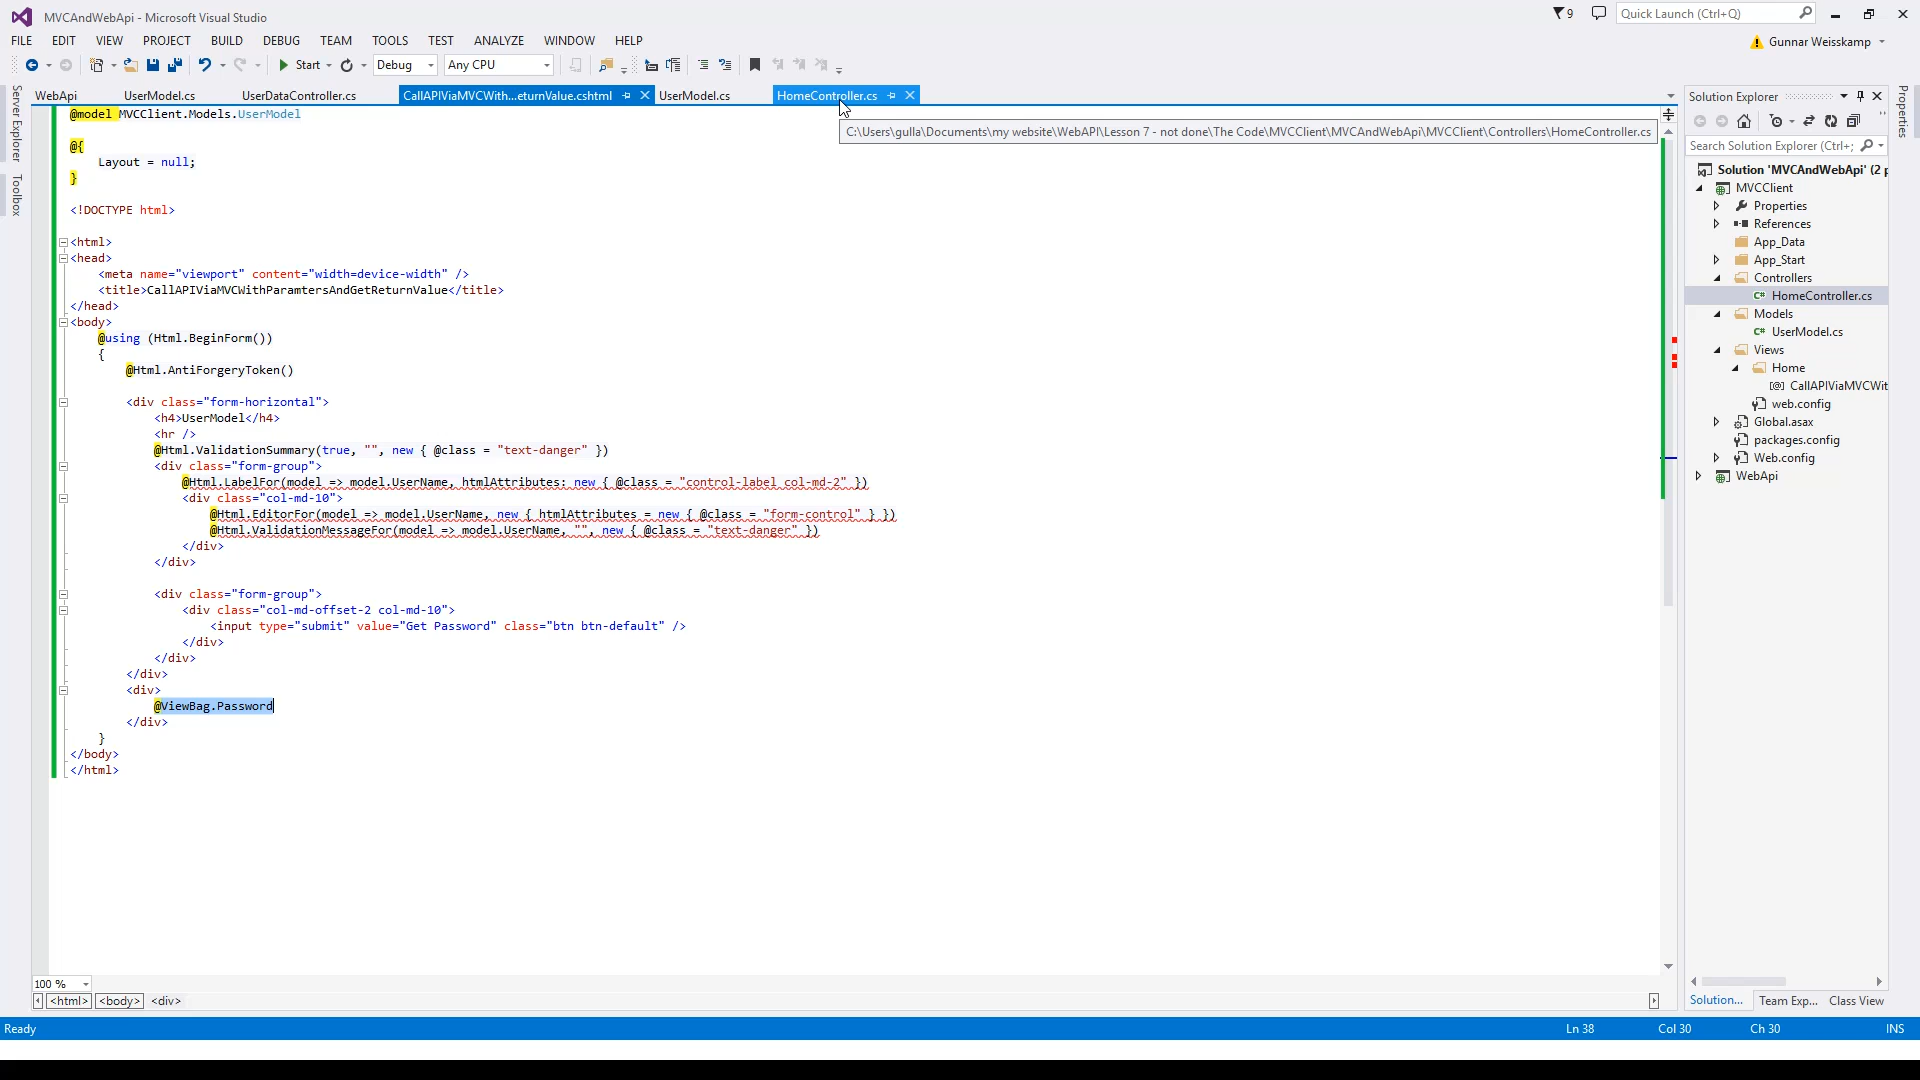 MVCAndWebApi - Microsoft Visual Studio
9
Quick Launch (Ctrl+Q)
FILE EDIT VIEW PROJECT BUILD DEBUG TEAM TOOLS TEST ANALYZE WINDOW HELP
Gunnar Weisskamp
Start Debug Any CPU
Server Explorer
Toolbox
WebApi UserModel.cs UserDataController.cs CallAPIViaMVCWith...eturnValue.cshtml UserModel.cs HomeController.cs
C:\Users\gulla\Documents\my website\WebAPI\Lesson 7 - not done\The Code\MVCClient\MVCAndWebApi\MVCClient\Controllers\HomeController.cs
@model MVCClient.Models.UserModel
@{
Layout = null;
}
<!DOCTYPE html>
<html>
<head>
<meta name="viewport" content="width=device-width" />
<title>CallAPIViaMVCWithParamtersAndGetReturnValue</title>
</head>
<body>
@using (Html.BeginForm())
{
@Html.AntiForgeryToken()
<div class="form-horizontal">
<h4>UserModel</h4>
<hr />
@Html.ValidationSummary(true, "", new { @class = "text-danger" })
<div class="form-group">
@Html.LabelFor(model => model.UserName, htmlAttributes: new { @class = "control-label col-md-2" })
<div class="col-md-10">
@Html.EditorFor(model => model.UserName, new { htmlAttributes = new { @class = "form-control" } })
@Html.ValidationMessageFor(model => model.UserName, "", new { @class = "text-danger" })
</div>
</div>
<div class="form-group">
<div class="col-md-offset-2 col-md-10">
<input type="submit" value="Get Password" class="btn btn-default" />
</div>
</div>
</div>
<div>
@ViewBag.Password
</div>
}
</body>
</html>
100 %
<html> <body> <div>
Solution Explorer
Search Solution Explorer (Ctrl+;
Solution 'MVCAndWebApi' (2 p
MVCClient
Properties
References
App_Data
App_Start
Controllers
HomeController.cs
Models
UserModel.cs
Views
Home
CallAPIViaMVCWit
web.config
Global.asax
packages.config
Web.config
WebApi
Solution... Team Exp... Class View
Properties
Ready Ln 38 Col 30 Ch 30 INS